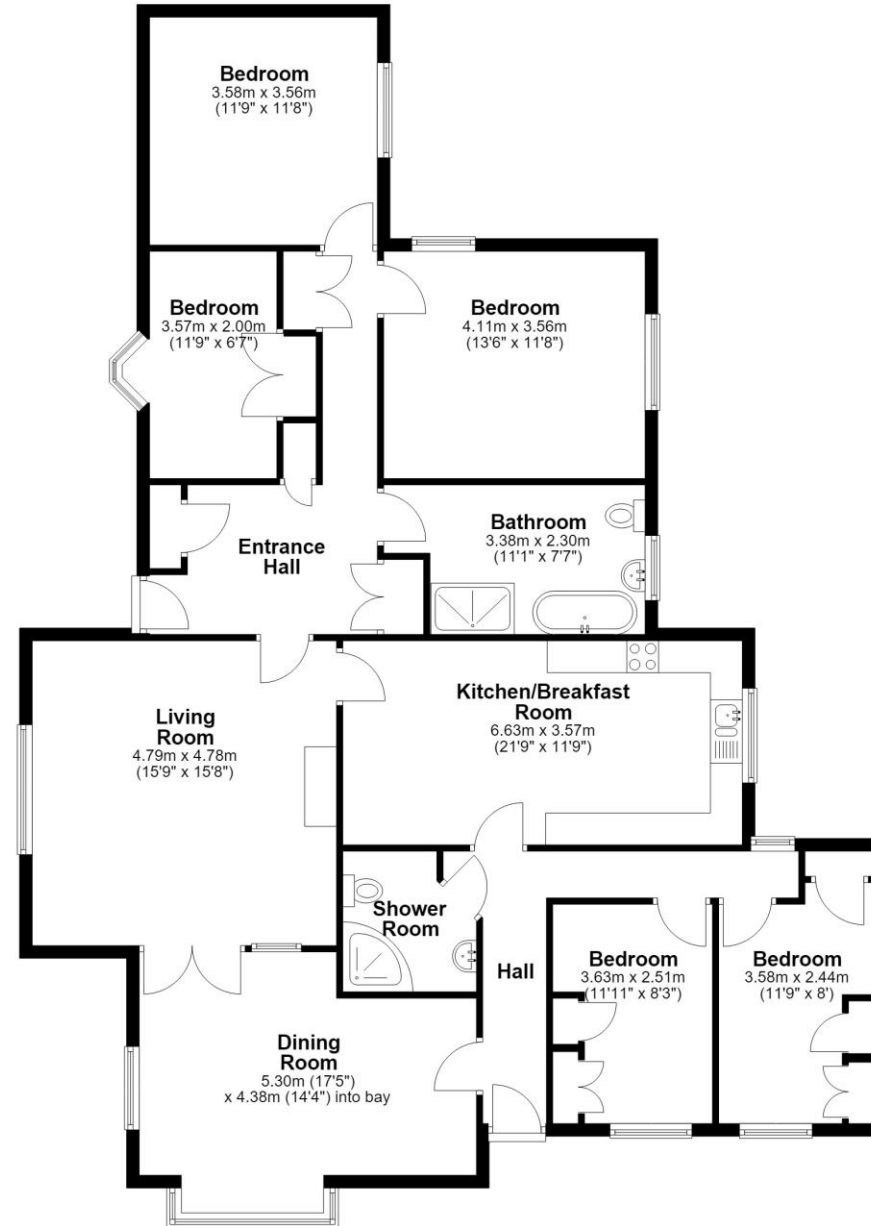 Bedroom
3.58m x 3.56m
(11'9" x 11'8")
Bedroom
3.57m x 2.00m
(11'9" x 6'7")
Bedroom
4.11m x 3.56m
(13'6" x 11'8")
Bathroom
3.38m x 2.30m
(11'1" x 7'7")
Entrance
Hall
Living
Room
4.79m x 4.78m
(15'9" x 15'8")
Kitchen/Breakfast
Room
6.63m x 3.57m
(21'9" x 11'9")
Shower
Room
Hall
Bedroom
3.63m x 2.51m
(11'11" x 8'3")
Bedroom
3.58m x 2.44m
(11'9" x 8')
Dining
Room
5.30m (17'5")
x 4.38m (14'4") into bay